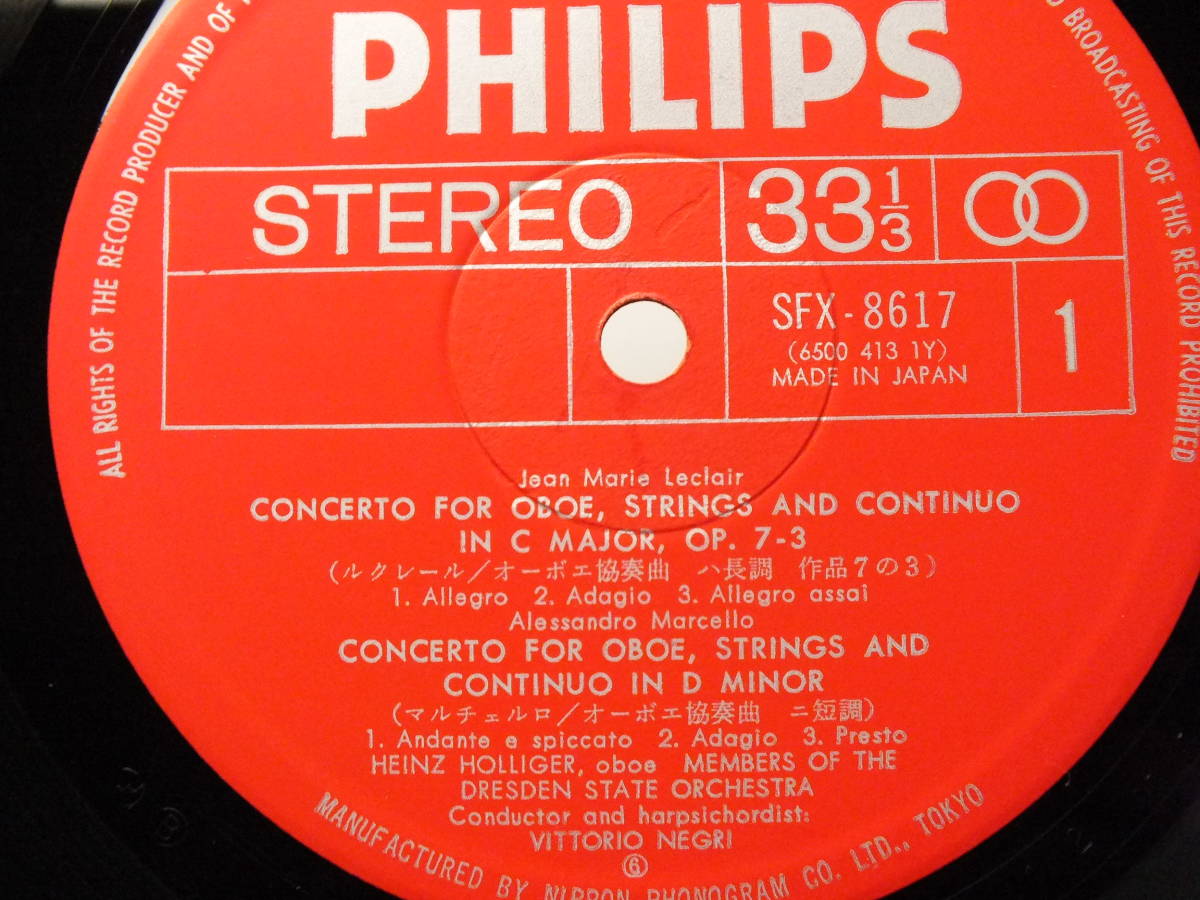 PHILIPS
STEREO
33 1/3
SFX-8617
(6500 413 1Y)
MADE IN JAPAN
1
Jean Marie Leclair
CONCERTO FOR OBOE, STRINGS AND CONTINUO
IN C MAJOR, OP. 7-3
(ルクレール/オーボエ協奏曲 ハ長調 作品7の3)
1. Allegro 2. Adagio 3. Allegro assai
Alessandro Marcello
CONCERTO FOR OBOE, STRINGS AND
CONTINUO IN D MINOR
(マルチェルロ/オーボエ協奏曲 ニ短調)
1. Andante e spiccato 2. Adagio 3. Presto
HEINZ HOLLIGER, oboe MEMBERS OF THE
DRESDEN STATE ORCHESTRA
Conductor and harpsichordist:
VITTORIO NEGRI
⑥
ALL RIGHTS OF THE RECORD PRODUCER AND OF
BROADCASTING OF THIS RECORD PROHIBITED
MANUFACTURED BY NIPPON PHONOGRAM CO. LTD., TOKYO